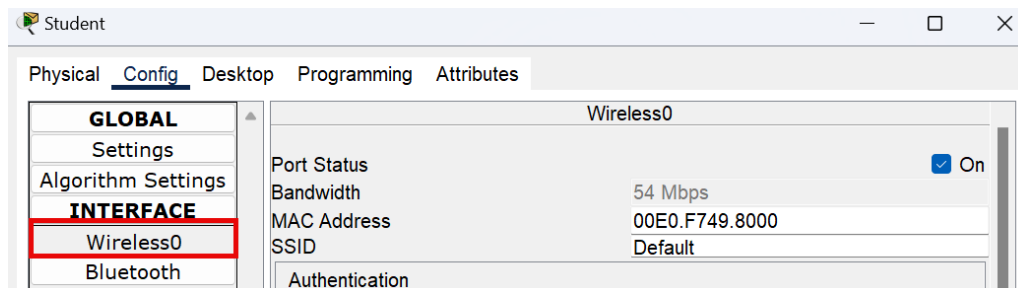 Student
Physical Config Desktop Programming Attributes
GLOBAL
Settings
Algorithm Settings
INTERFACE
Wireless0
Bluetooth
Wireless0
Port Status On
Bandwidth 54 Mbps
MAC Address 00E0.F749.8000
SSID Default
Authentication